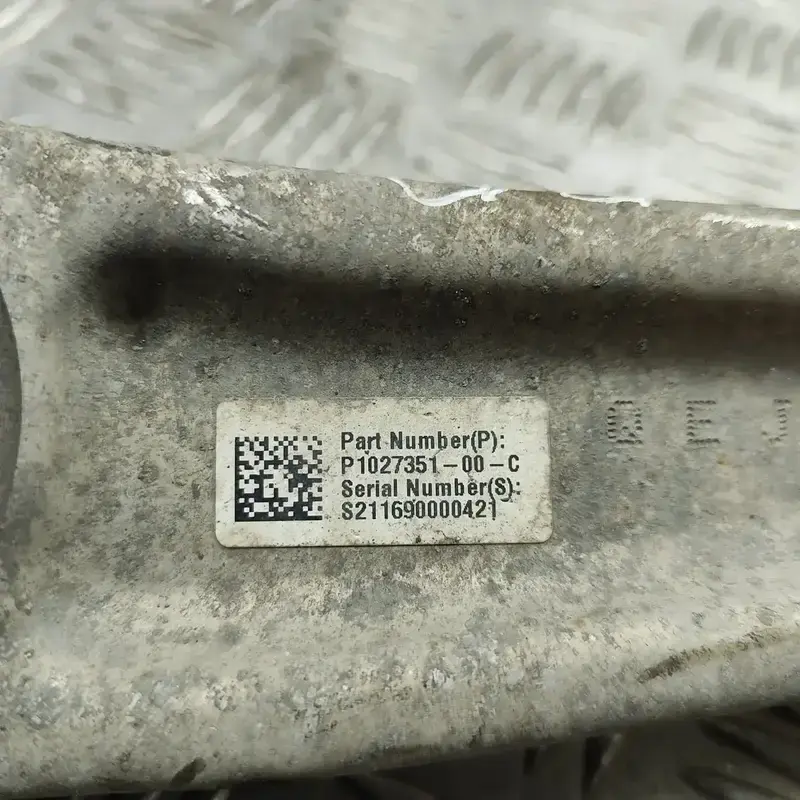 Part Number(P):
P1027351-00-C
Serial Number(S):
S211690000421